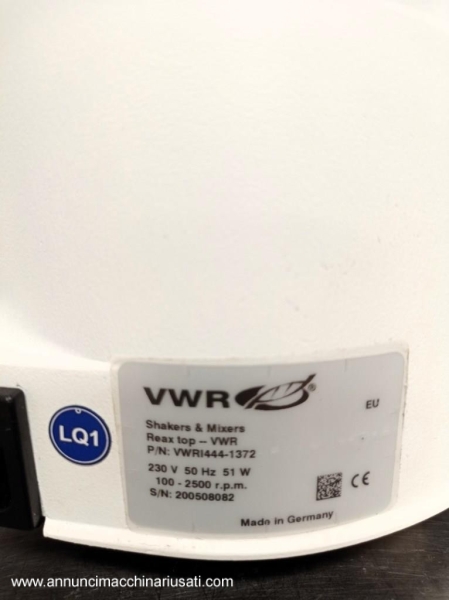 VWR®
EU
Shakers & Mixers
Reax top – VWR
P/N: VWRI444-1372
230 V 50 Hz 51 W
100 - 2500 r.p.m.
S/N: 200508082
CE
Made in Germany
LQ1
www.annuncimacchinariusati.com